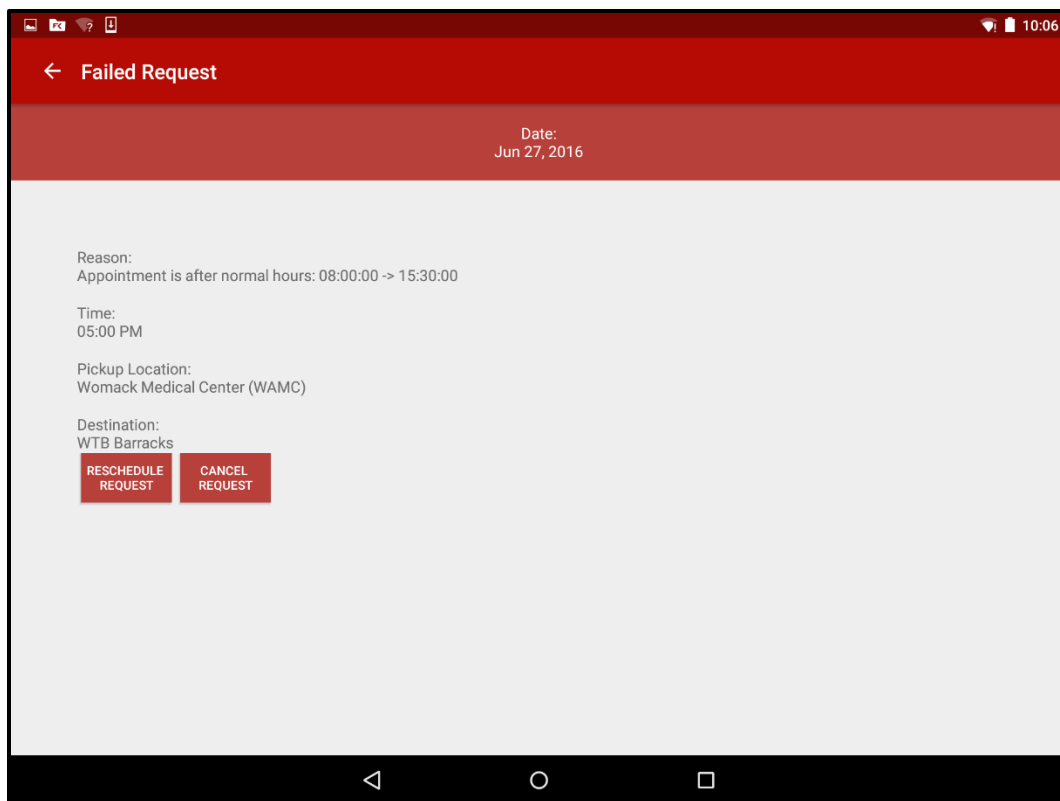 10:06
Failed Request
Date:
Jun 27, 2016
Reason:
Appointment is after normal hours: 08:00:00 -> 15:30:00
Time:
05:00 PM
Pickup Location:
Womack Medical Center (WAMC)
Destination:
WTB Barracks
RESCHEDULE
REQUEST
CANCEL
REQUEST